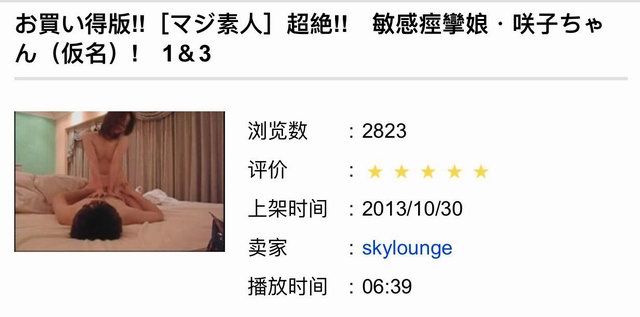 お買い得版!!［マジ素人］超絶!!　敏感痙攣娘・咲子ちゃ
ん（仮名）!　1＆3
浏览数 : 2823
评价 : ★ ★ ★ ★ ★
上架时间 : 2013/10/30
卖家 : skylounge
播放时间 : 06:39